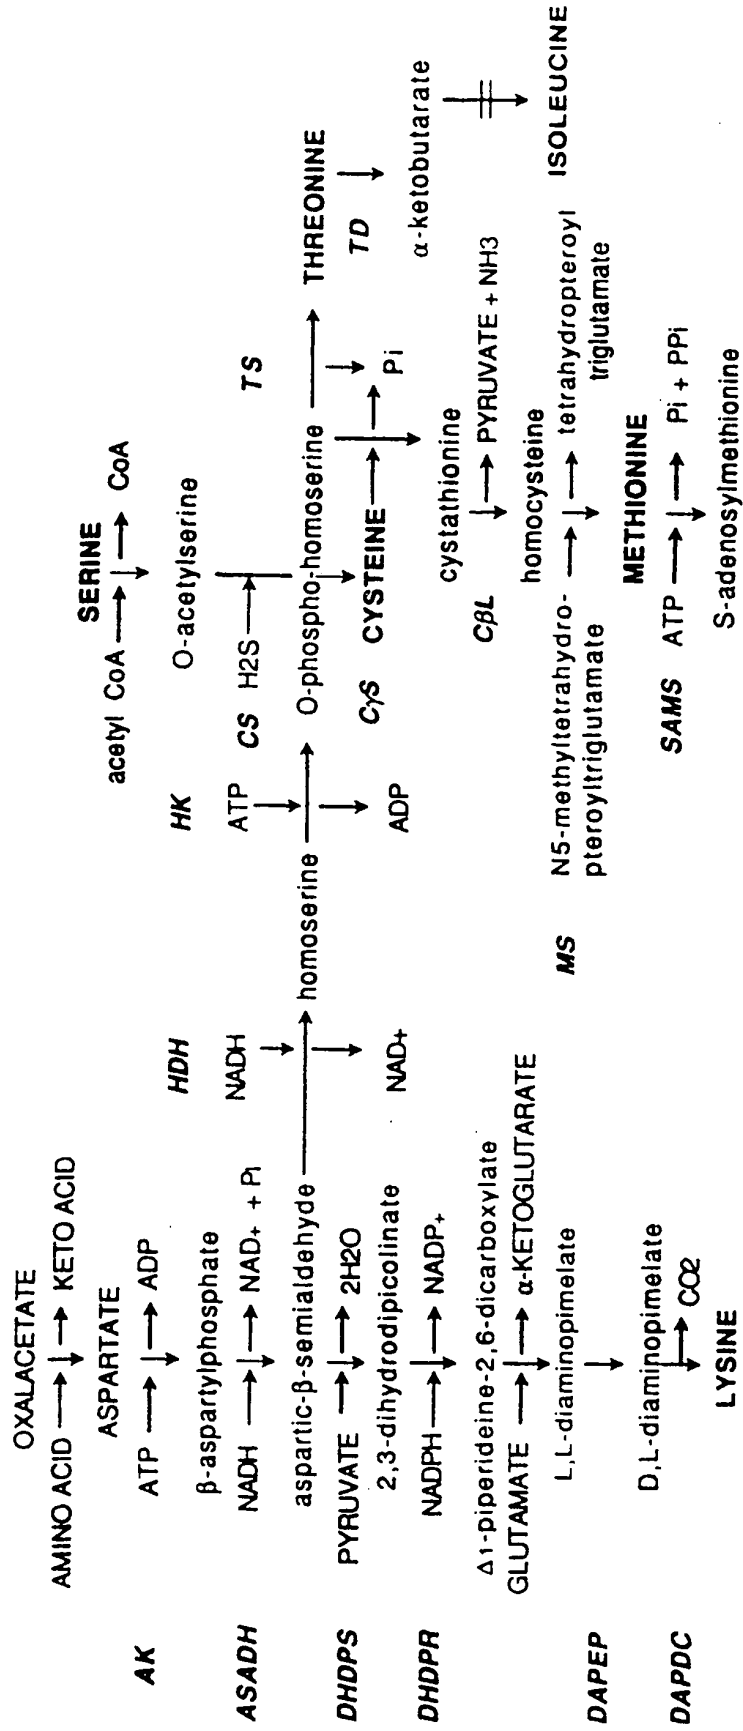 OXALACETATE
AMINO ACID KETO ACID
ASPARTATE
AK ATP ADP
β-aspartylphosphate
ASADH NADH NAD+ + Pi
aspartic-β-semialdehyde
DHDPS PYRUVATE 2H2O
2,3-dihydrodipicolinate
DHDPR NADPH NADP+
Δ1-piperideine-2,6-dicarboxylate
GLUTAMATE α-KETOGLUTARATE
L,L-diaminopimelate
DAPEP
D,L-diaminopimelate
DAPDC CO2
LYSINE
HDH
NADH
homoserine
NAD+
HK
ATP
ADP
SERINE
acetyl CoA CoA
O-acetylserine
CS H2S
TS
O-phospho-homoserine THREONINE
CγS CYSTEINE Pi
TD
α-ketobutarate
ISOLEUCINE
cystathionine
CβL PYRUVATE + NH3
homocysteine
MS N5-methyltetrahydro- tetrahydropteroyl
pteroyltriglutamate triglutamate
METHIONINE
SAMS ATP Pi + PPi
S-adenosylmethionine